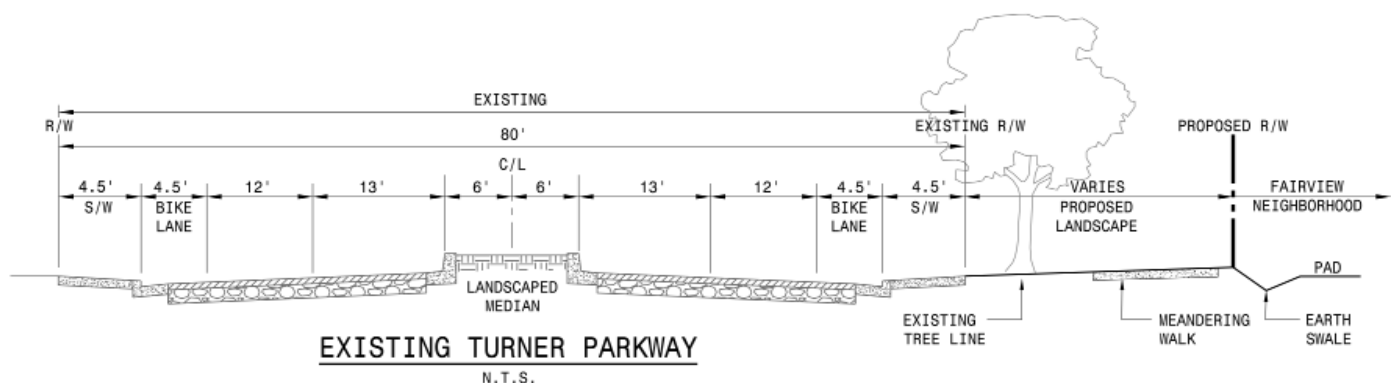 EXISTING
R/W
EXISTING R/W
PROPOSED R/W
80'
C/L
4.5'
4.5'
12'
13'
6'
6'
13'
12'
4.5'
4.5'
S/W
BIKE
LANE
BIKE
LANE
S/W
VARIES
PROPOSED
LANDSCAPE
FAIRVIEW
NEIGHBORHOOD
LANDSCAPED
MEDIAN
PAD
EXISTING
TREE LINE
MEANDERING
WALK
EARTH
SWALE
EXISTING TURNER PARKWAY
N.T.S.